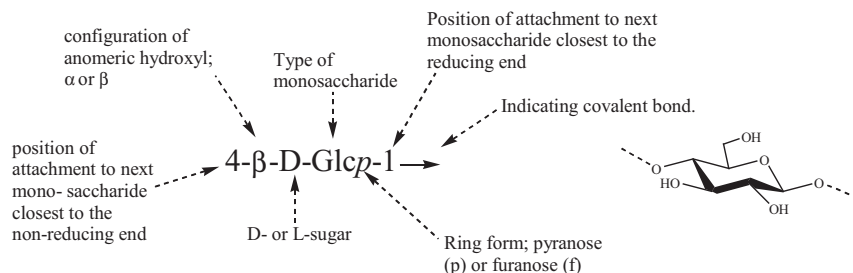 configuration of
anomeric hydroxyl;
α or β
Type of
monosaccharide
Position of attachment to next
monosaccharide closest to the
reducing end
Indicating covalent bond.
position of
attachment to next
mono- saccharide
closest to the
non-reducing end
4-β-D-Glcp-1
D- or L-sugar
Ring form; pyranose
(p) or furanose (f)
OH
O
O
HO
O
OH